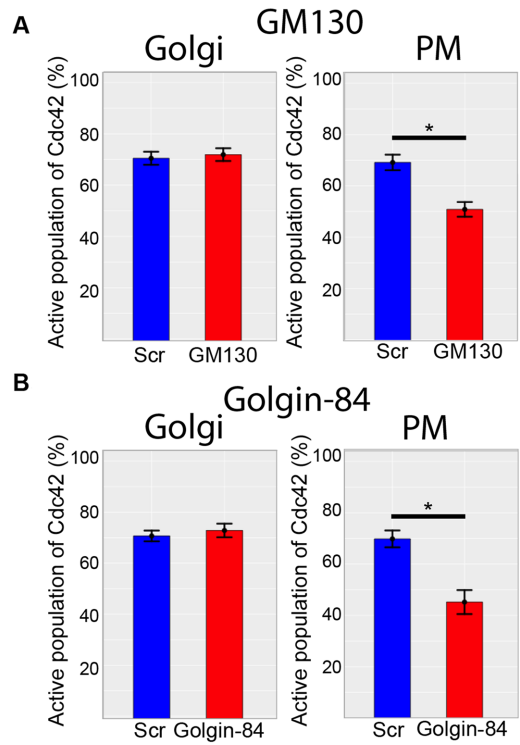 A
GM130
Golgi
PM
Active population of Cdc42 (%)
100
80
60
40
20
Scr
GM130
Active population of Cdc42 (%)
100
80
60
40
20
*
Scr
GM130
B
Golgin-84
Golgi
PM
Active population of Cdc42 (%)
100
80
60
40
20
Scr
Golgin-84
Active population of Cdc42 (%)
100
80
60
40
20
*
Scr
Golgin-84